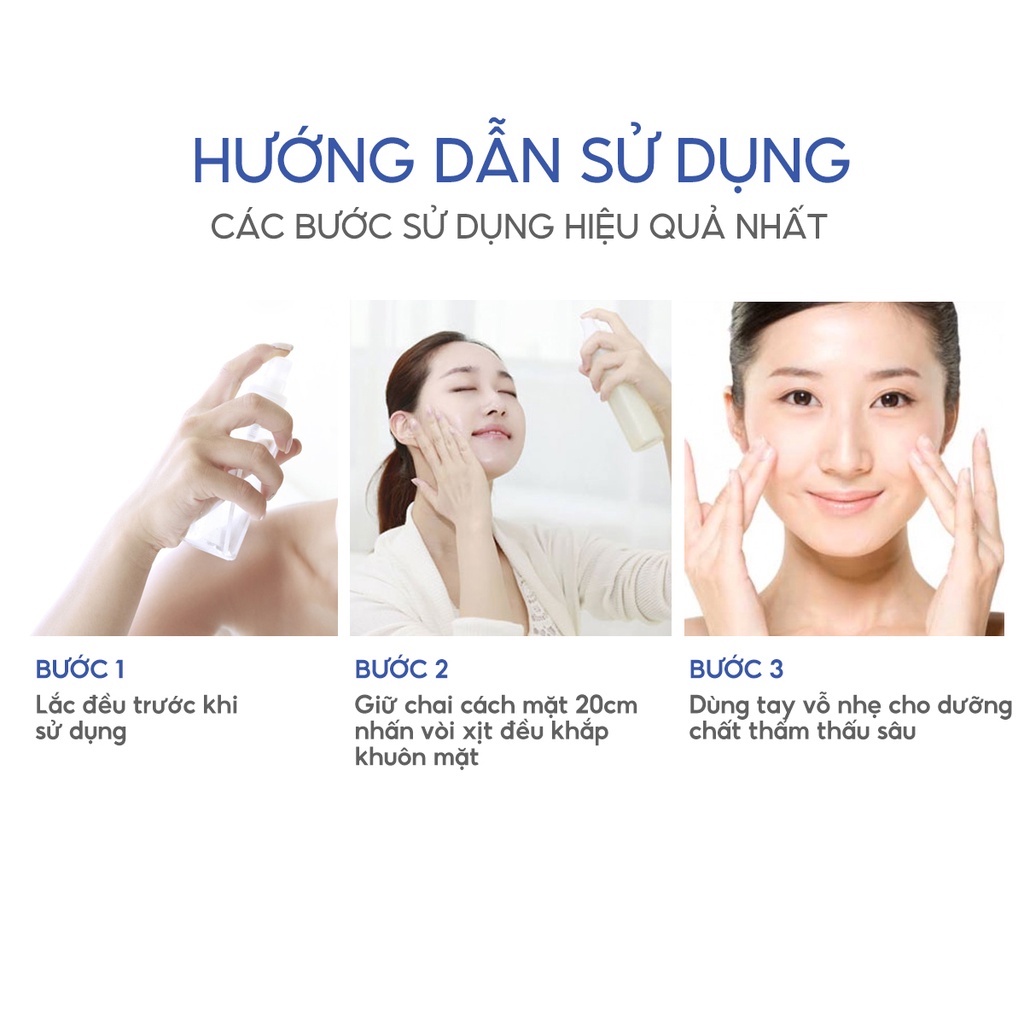 HƯỚNG DẪN SỬ DỤNG
CÁC BƯỚC SỬ DỤNG HIỆU QUẢ NHẤT
BƯỚC 1
Lắc đều trước khi
sử dụng
BƯỚC 2
Giữ chai cách mặt 20cm
nhấn vòi xịt đều khắp
khuôn mặt
BƯỚC 3
Dùng tay vỗ nhẹ cho dưỡng
chất thẩm thấu sâu